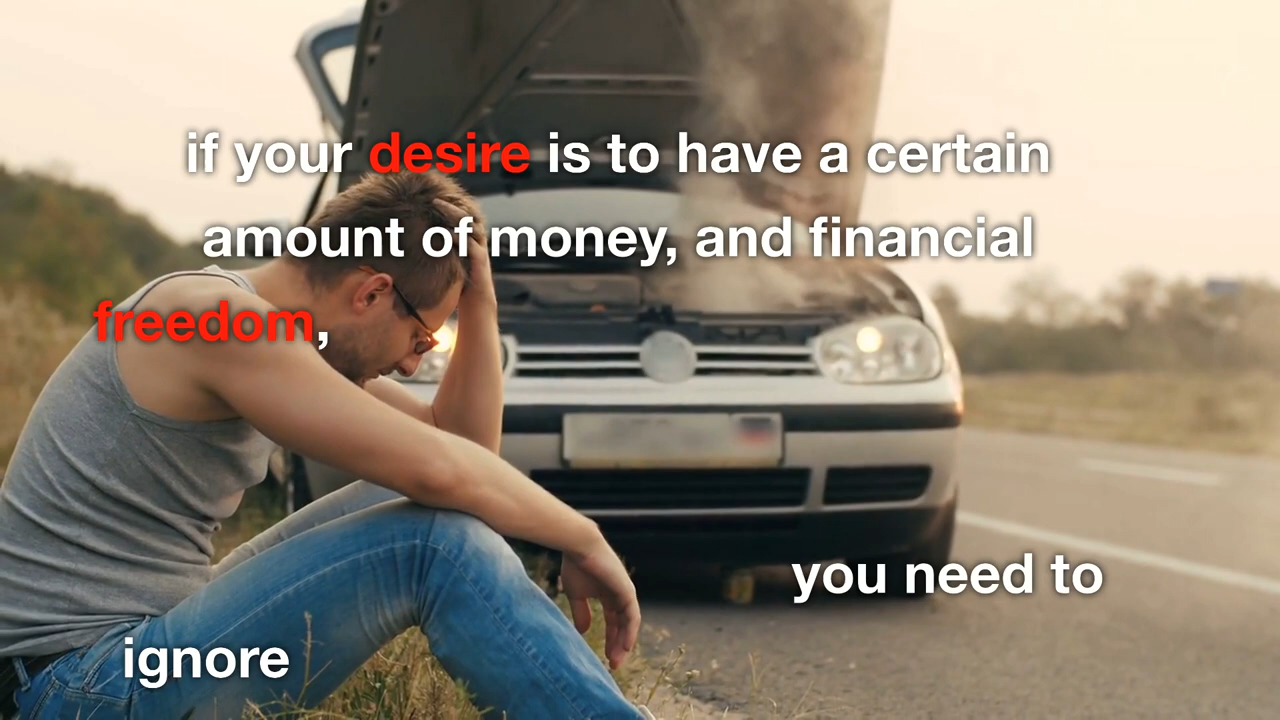 if your desire is to have a certain
amount of money, and financial
freedom,
you need to
ignore